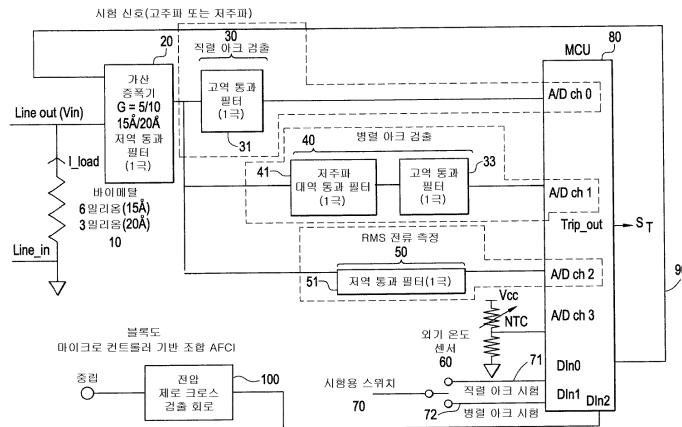 시험 신호(고주파 또는 저주파)
20
30
직렬 아크 검출
80
MCU
가산
증폭기
G = 5/10
15Å/20Å
저역 통과
필터
(1극)
고역 통과
필터
(1극)
31
A/D ch 0
Line out (Vin)
I_load
바이메탈
6 밀리옴(15Å)
3 밀리옴(20Å)
10
Line_in
병렬 아크 검출
40
41
저주파
대역 통과 필터
(1극)
고역 통과
필터
(1극)
33
A/D ch 1
Trip_out
S T
RMS 전류 측정
50
51
저역 통과 필터(1극)
A/D ch 2
90
Vcc
NTC
A/D ch 3
외기 온도
센서
60
블록도
마이크로 컨트롤러 기반 조합 AFCI
중립
전압
제로 크로스
검출 회로
100
시험용 스위치
70
71
직렬 아크 시험
72
병렬 아크 시험
DIn0
DIn1
DIn2